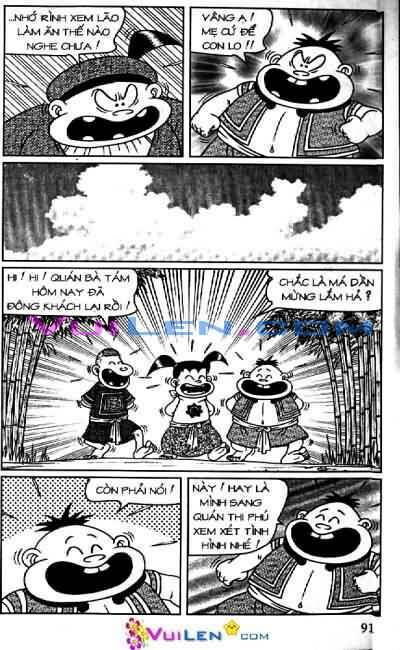 ...NHỚ RÌNH XEM LÃO
LÀM ĂN THẾ NÀO
NGHE CHƯA!
VÂNG Ạ!
MẸ CỨ ĐỂ
CON LO!!
HI! HI! QUÁN BÀ TÁM
HÔM NAY ĐÃ
ĐÔNG KHÁCH LẠI RỒI!
CHẮC LÀ MÁ DẦN
MỪNG LẮM HẢ?
VUILEN.COM
CÒN PHẢI NÓI!
NÀY! HAY LÀ
MÌNH SANG
QUÁN THỊ PHÚ
XEM XÉT TÌNH
HÌNH NHÉ!
91
VUILEN.COM